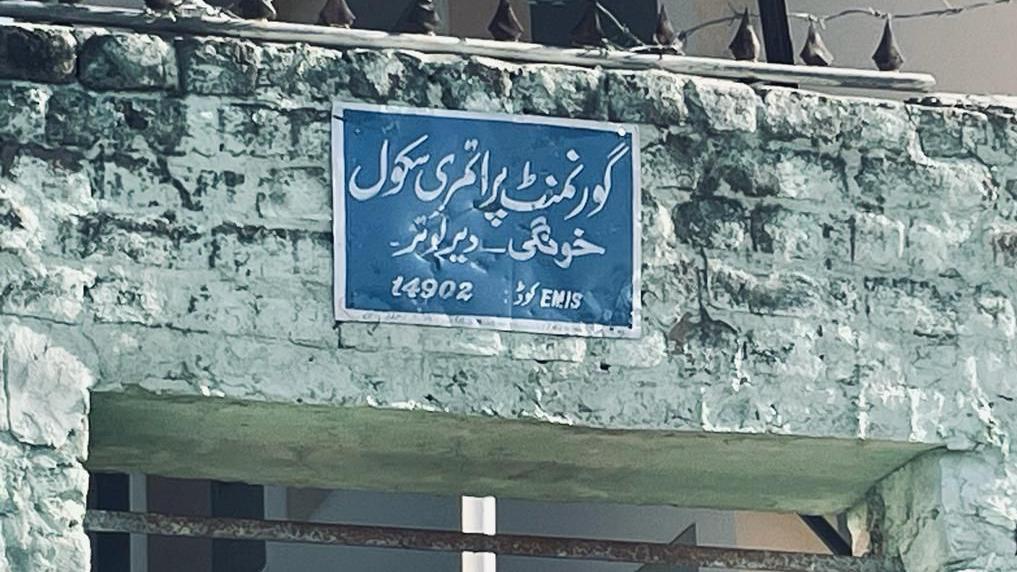 گورنمنٹ پرائمری سکول
خونگی - دیر لوئر
EMIS کوڈ: 14902